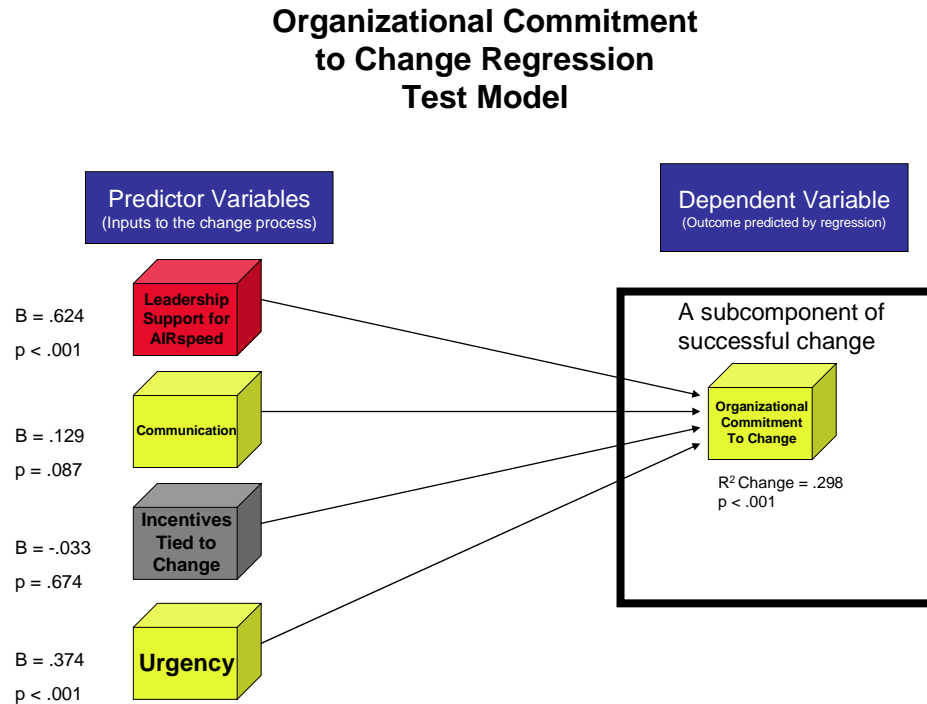 Organizational Commitment
to Change Regression
Test Model
Predictor Variables
(Inputs to the change process)
Dependent Variable
(Outcome predicted by regression)
B = .624
p < .001
Leadership
Support for
AIRspeed
A subcomponent of
successful change
Organizational
Commitment
To Change
R² Change = .298
p < .001
B = .129
p = .087
Communication
B = -.033
p = .674
Incentives
Tied to
Change
B = .374
p < .001
Urgency